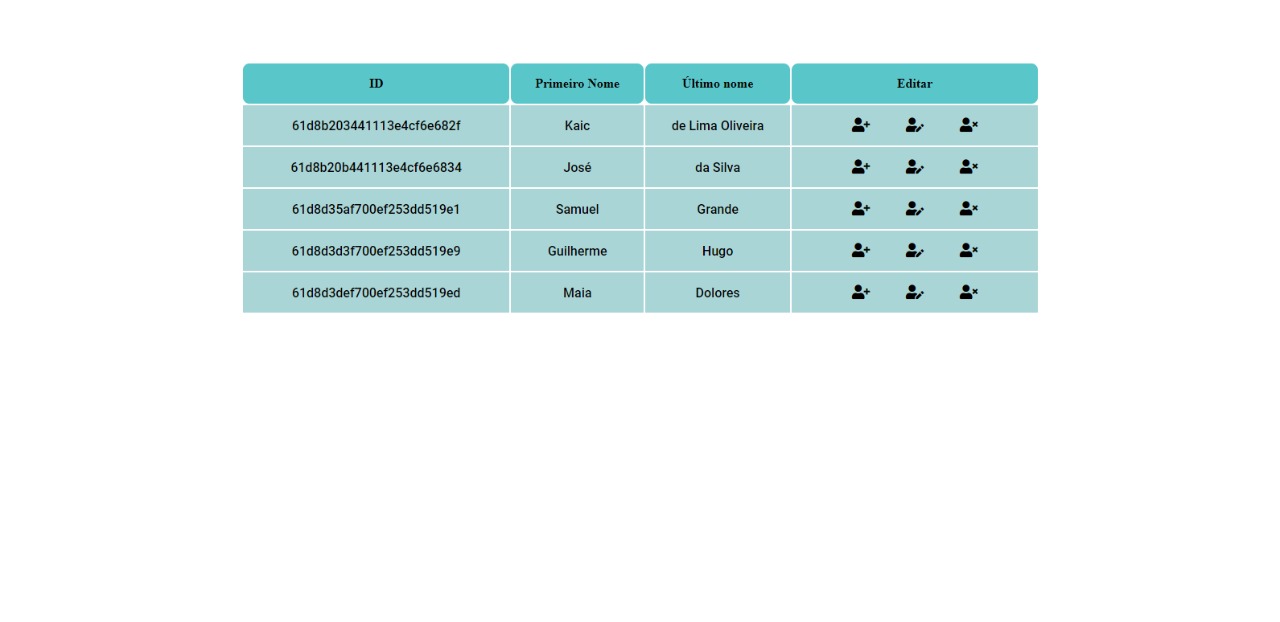 ID Primeiro Nome Último nome Editar
61d8b203441113e4cf6e682f Kaic de Lima Oliveira
61d8b20b441113e4cf6e6834 José da Silva
61d8d35af700ef253dd519e1 Samuel Grande
61d8d3d3f700ef253dd519e9 Guilherme Hugo
61d8d3def700ef253dd519ed Maia Dolores